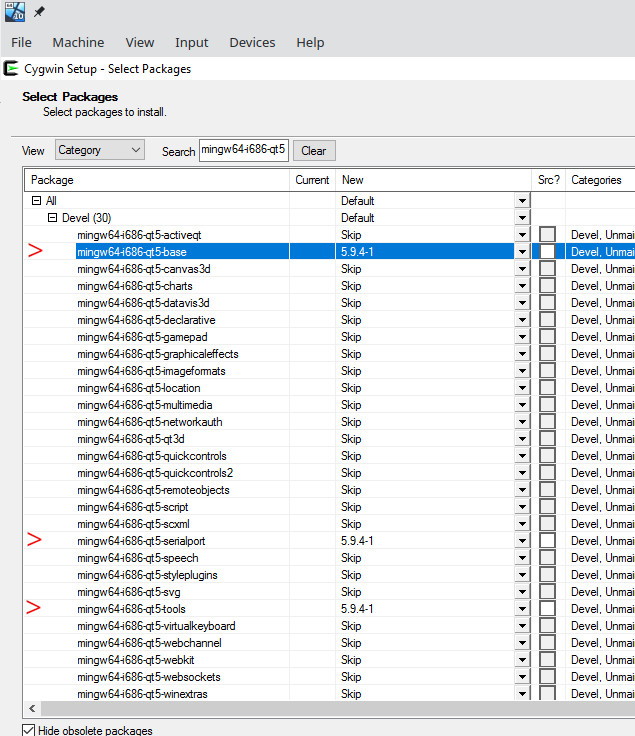 File Machine View Input Devices Help
Cygwin Setup - Select Packages
Select Packages
Select packages to install.
View Category Search mingw64-i686-qt5 Clear
Package Current New Src? Categories
All Default
Devel (30) Default
mingw64-i686-qt5-activeqt Skip Devel, Unmai
> mingw64-i686-qt5-base 5.9.4-1 Devel, Unmai
mingw64-i686-qt5-canvas3d Skip Devel, Unmai
mingw64-i686-qt5-charts Skip Devel, Unmai
mingw64-i686-qt5-datavis3d Skip Devel, Unmai
mingw64-i686-qt5-declarative Skip Devel, Unmai
mingw64-i686-qt5-gamepad Skip Devel, Unmai
mingw64-i686-qt5-graphicaleffects Skip Devel, Unmai
mingw64-i686-qt5-imageformats Skip Devel, Unmai
mingw64-i686-qt5-location Skip Devel, Unmai
mingw64-i686-qt5-multimedia Skip Devel, Unmai
mingw64-i686-qt5-networkauth Skip Devel, Unmai
mingw64-i686-qt5-qt3d Skip Devel, Unmai
mingw64-i686-qt5-quickcontrols Skip Devel, Unmai
mingw64-i686-qt5-quickcontrols2 Skip Devel, Unmai
mingw64-i686-qt5-remoteobjects Skip Devel, Unmai
mingw64-i686-qt5-script Skip Devel, Unmai
mingw64-i686-qt5-scxml Skip Devel, Unmai
> mingw64-i686-qt5-serialport 5.9.4-1 Devel, Unmai
mingw64-i686-qt5-speech Skip Devel, Unmai
mingw64-i686-qt5-styleplugins Skip Devel, Unmai
mingw64-i686-qt5-svg Skip Devel, Unmai
> mingw64-i686-qt5-tools 5.9.4-1 Devel, Unmai
mingw64-i686-qt5-virtualkeyboard Skip Devel, Unmai
mingw64-i686-qt5-webchannel Skip Devel, Unmai
mingw64-i686-qt5-webkit Skip Devel, Unmai
mingw64-i686-qt5-websockets Skip Devel, Unmai
mingw64-i686-qt5-winextras Skip Devel, Unmai
Hide obsolete packages